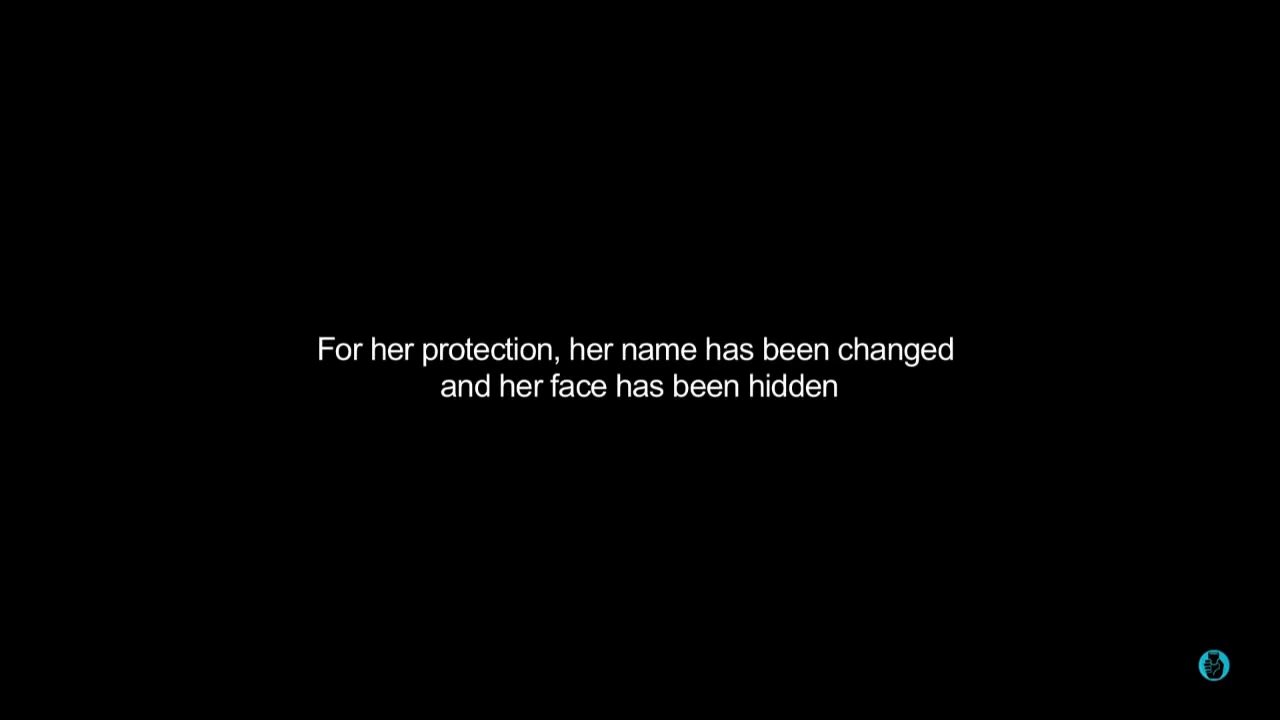 For her protection, her name has been changed
and her face has been hidden